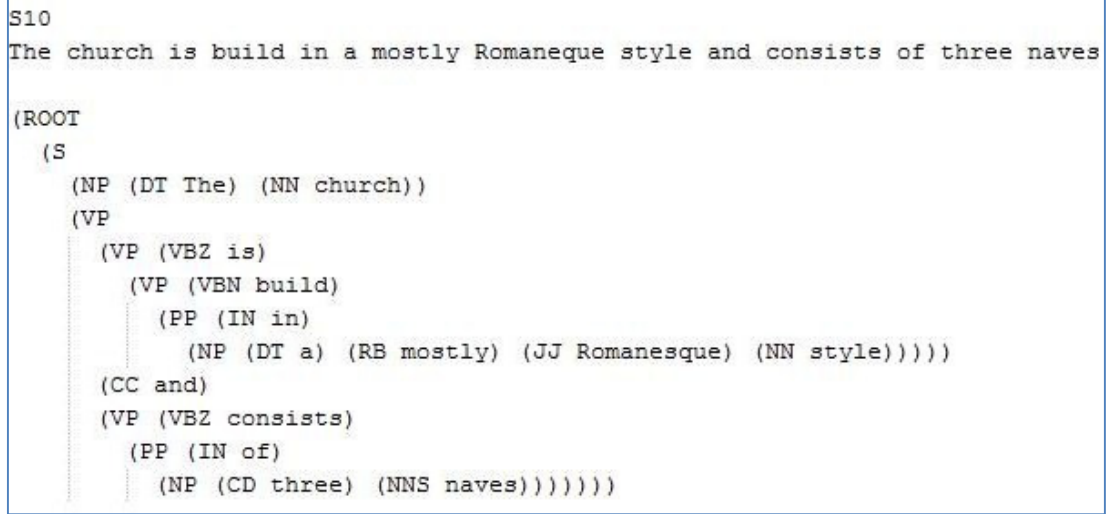 S10
The church is build in a mostly Romaneque style and consists of three naves
(ROOT
(S
(NP (DT The) (NN church))
(VP
(VP (VBZ is)
(VP (VBN build)
(PP (IN in)
(NP (DT a) (RB mostly) (JJ Romanesque) (NN style)))))
(CC and)
(VP (VBZ consists)
(PP (IN of)
(NP (CD three) (NNS naves)))))))